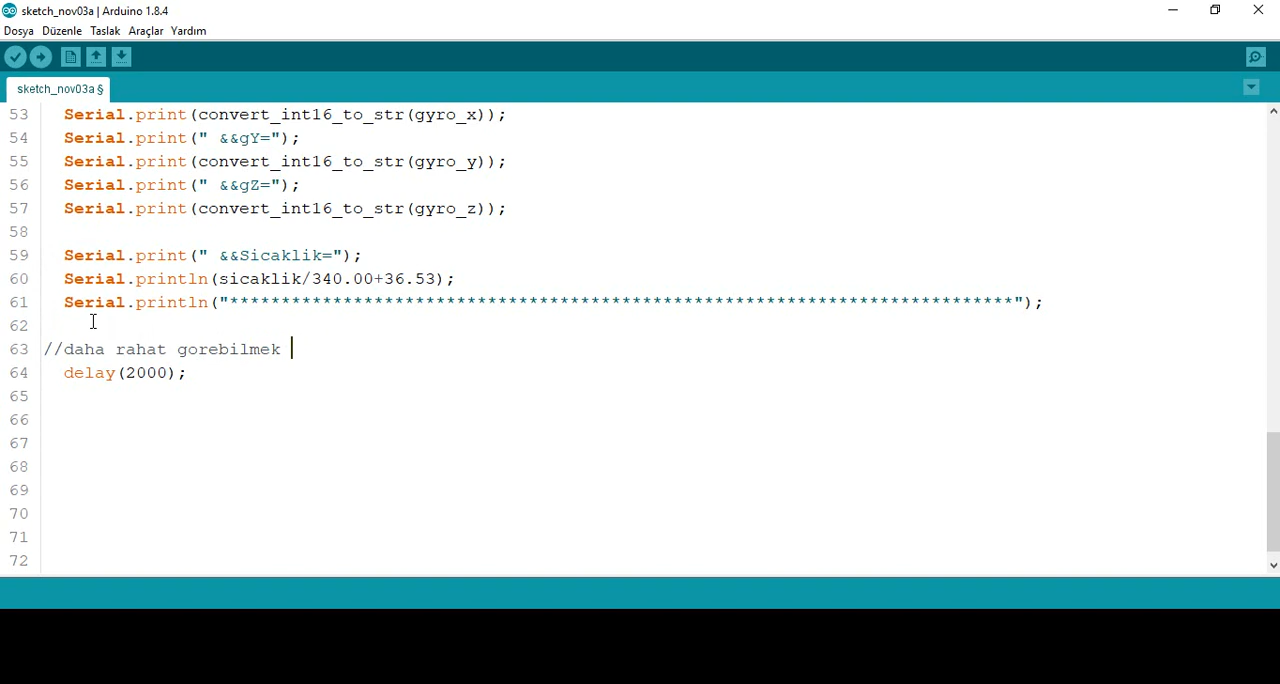 sketch_nov03a | Arduino 1.8.4
Dosya Düzenle Taslak Araçlar Yardım
sketch_nov03a §
53 Serial.print(convert_int16_to_str(gyro_x));
54 Serial.print(" &&gY=");
55 Serial.print(convert_int16_to_str(gyro_y));
56 Serial.print(" &&gZ=");
57 Serial.print(convert_int16_to_str(gyro_z));
58
59 Serial.print(" &&Sicaklik=");
60 Serial.println(sicaklik/340.00+36.53);
61 Serial.println("****************************************************************************");
62
63 //daha rahat gorebilmek
64 delay(2000);
65
66
67
68
69
70
71
72